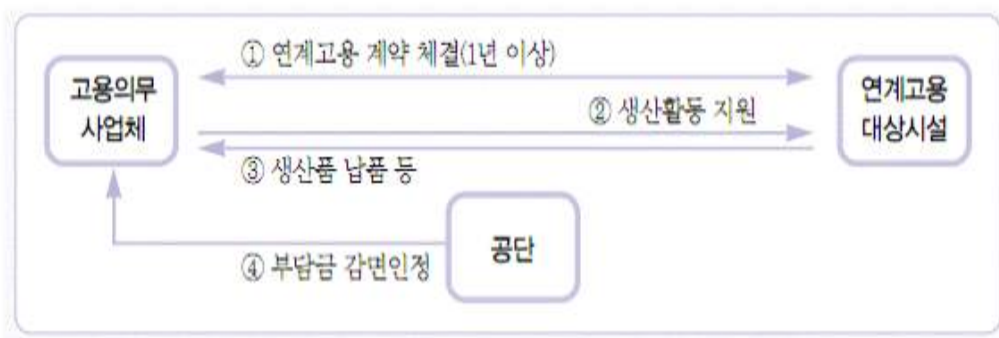 ① 연계고용 계약 체결(1년 이상)
고용의무
사업체
연계고용
대상시설
② 생산활동 지원
③ 생산품 납품 등
공단
④ 부담금 감면인정